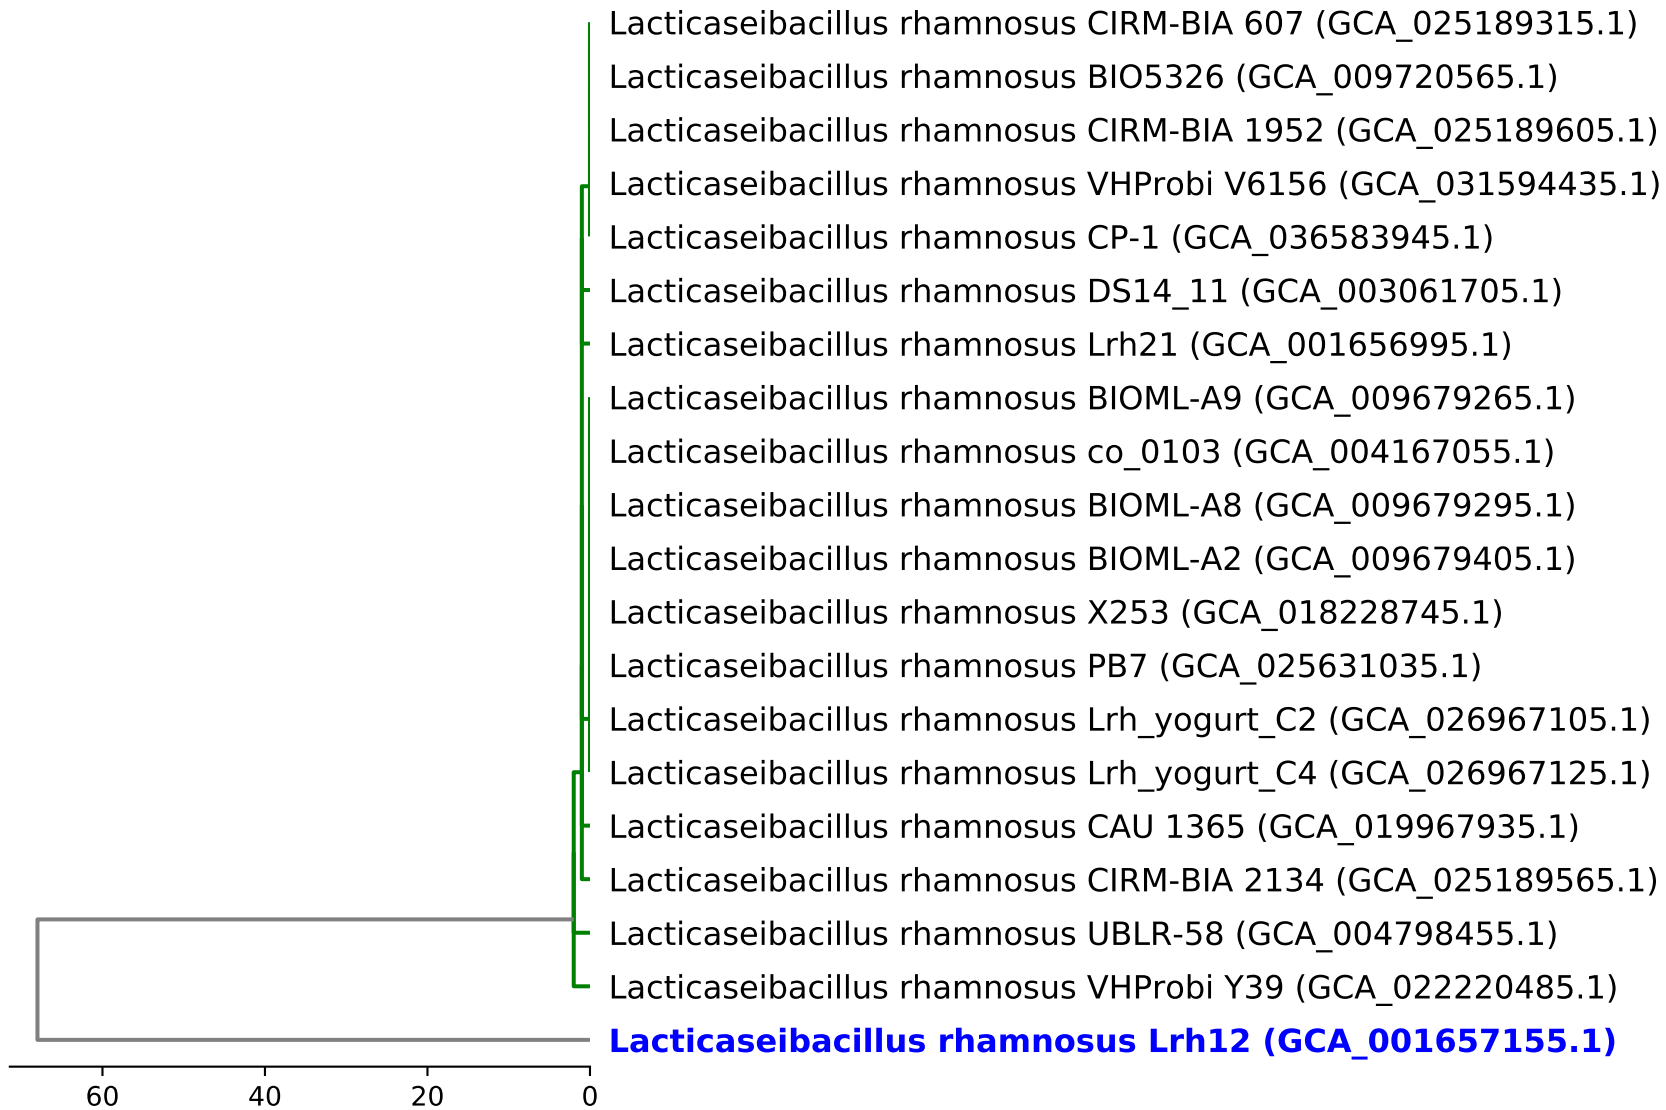 Lacticaseibacillus rhamnosus CIRM-BIA 607 (GCA_025189315.1)
Lacticaseibacillus rhamnosus BIO5326 (GCA_009720565.1)
Lacticaseibacillus rhamnosus CIRM-BIA 1952 (GCA_025189605.1)
Lacticaseibacillus rhamnosus VHProbi V6156 (GCA_031594435.1)
Lacticaseibacillus rhamnosus CP-1 (GCA_036583945.1)
Lacticaseibacillus rhamnosus DS14_11 (GCA_003061705.1)
Lacticaseibacillus rhamnosus Lrh21 (GCA_001656995.1)
Lacticaseibacillus rhamnosus BIOML-A9 (GCA_009679265.1)
Lacticaseibacillus rhamnosus co_0103 (GCA_004167055.1)
Lacticaseibacillus rhamnosus BIOML-A8 (GCA_009679295.1)
Lacticaseibacillus rhamnosus BIOML-A2 (GCA_009679405.1)
Lacticaseibacillus rhamnosus X253 (GCA_018228745.1)
Lacticaseibacillus rhamnosus PB7 (GCA_025631035.1)
Lacticaseibacillus rhamnosus Lrh_yogurt_C2 (GCA_026967105.1)
Lacticaseibacillus rhamnosus Lrh_yogurt_C4 (GCA_026967125.1)
Lacticaseibacillus rhamnosus CAU 1365 (GCA_019967935.1)
Lacticaseibacillus rhamnosus CIRM-BIA 2134 (GCA_025189565.1)
Lacticaseibacillus rhamnosus UBLR-58 (GCA_004798455.1)
Lacticaseibacillus rhamnosus VHProbi Y39 (GCA_022220485.1)
Lacticaseibacillus rhamnosus Lrh12 (GCA_001657155.1)
60 40 20 0